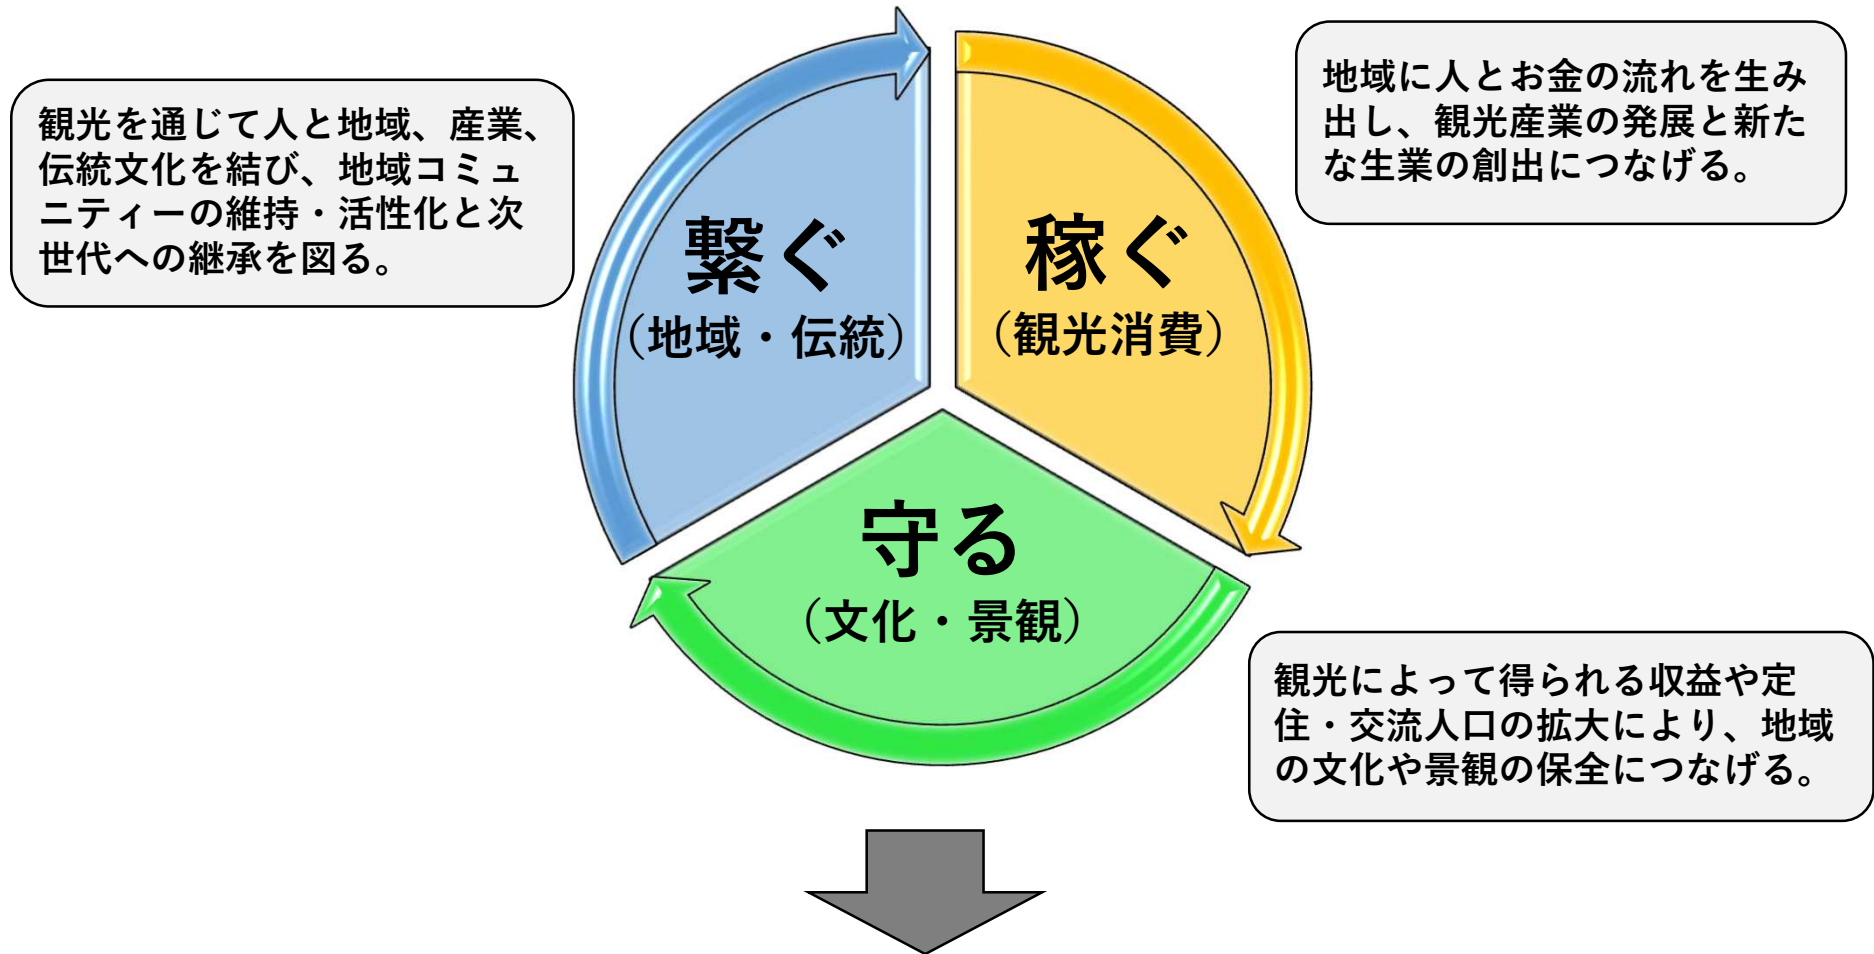 観光を通じて人と地域、産業、
伝統文化を結び、地域コミュ
ニティーの維持・活性化と次
世代への継承を図る。
繋ぐ
（地域・伝統）
稼ぐ
（観光消費）
地域に人とお金の流れを生み
出し、観光産業の発展と新た
な生業の創出につなげる。
守る
（文化・景観）
観光によって得られる収益や定
住・交流人口の拡大により、地域
の文化や景観の保全につなげる。